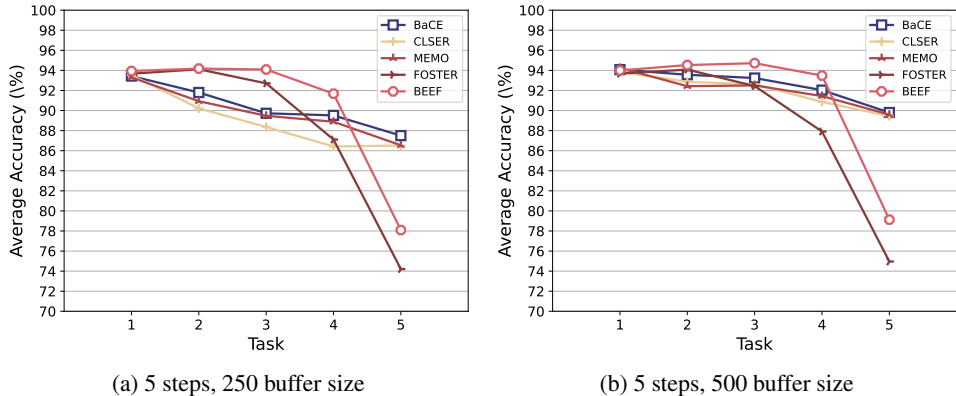 100
98
96
94
92
90
88
86
84
82
80
78
76
74
72
70
Average Accuracy (\%)
1 2 3 4 5
Task
BaCE
CLSER
MEMO
FOSTER
BEEF
(a) 5 steps, 250 buffer size
100
98
96
94
92
90
88
86
84
82
80
78
76
74
72
70
Average Accuracy (\%)
1 2 3 4 5
Task
BaCE
CLSER
MEMO
FOSTER
BEEF
(b) 5 steps, 500 buffer size